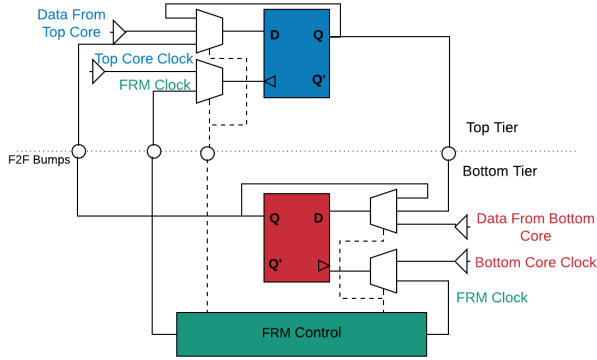 Data From
Top Core
D
Q
Top Core Clock
FRM Clock
Q'
Top Tier
F2F Bumps
Bottom Tier
Q
D
Data From Bottom
Core
Q'
Bottom Core Clock
FRM Clock
FRM Control